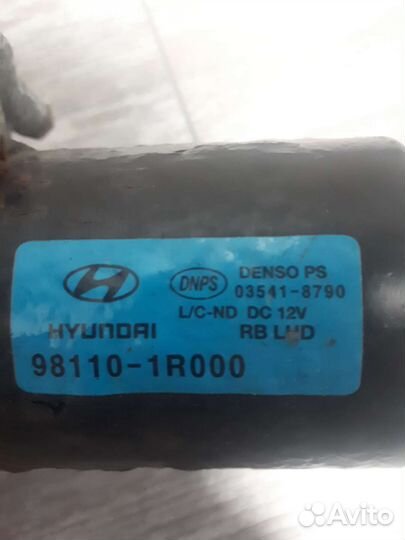 DNPS
DENSO PS
03541-8790
L/C-ND DC 12V
HYUNDAI
RB LHD
98110-1R000
Avito